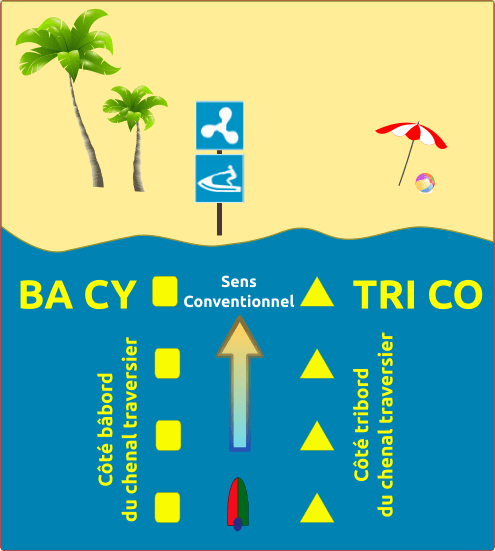 BA CY
Sens
Conventionnel
TRI CO
Côté bâbord
du chenal traversier
Côté tribord
du chenal traversier